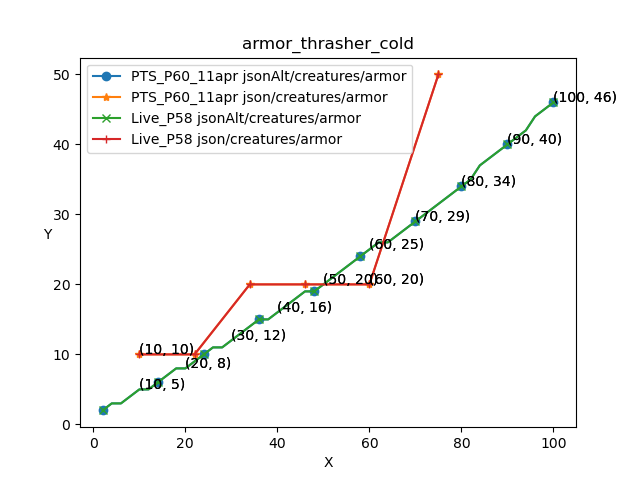 armor_thrasher_cold
PTS_P60_11apr jsonAlt/creatures/armor
PTS_P60_11apr json/creatures/armor
Live_P58 jsonAlt/creatures/armor
Live_P58 json/creatures/armor
50
40
30
20
10
0
Y
(100, 46)
(90, 40)
(80, 34)
(70, 29)
(60, 25)
(50, 20)
(60, 20)
(40, 16)
(30, 12)
(10, 10)
(20, 8)
(10, 5)
0 20 40 60 80 100
X